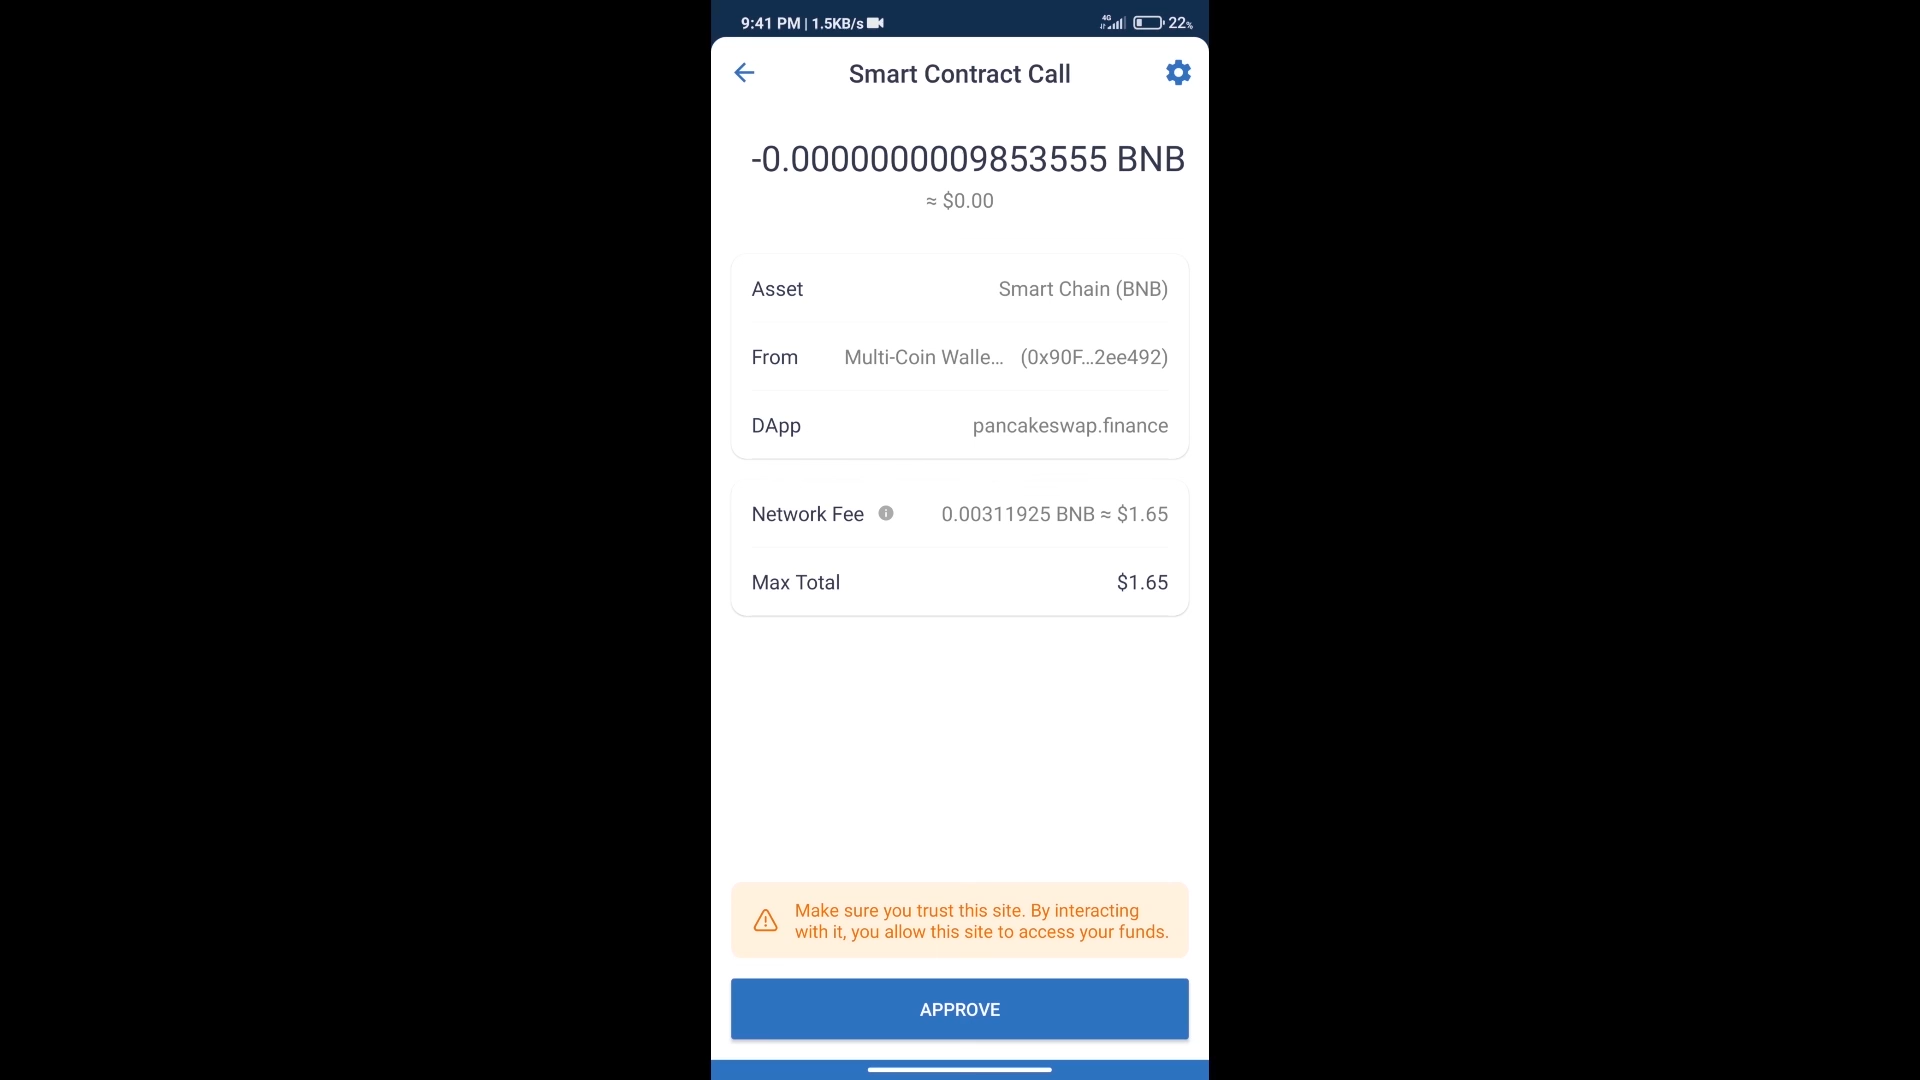 9:41 PM | 1.5KB/s 4G 22%
Smart Contract Call
-0.0000000009853555 BNB
≈ $0.00
Asset Smart Chain (BNB)
From Multi-Coin Walle... (0x90F...2ee492)
DApp pancakeswap.finance
Network Fee 0.00311925 BNB ≈ $1.65
Max Total $1.65
Make sure you trust this site. By interacting
with it, you allow this site to access your funds.
APPROVE